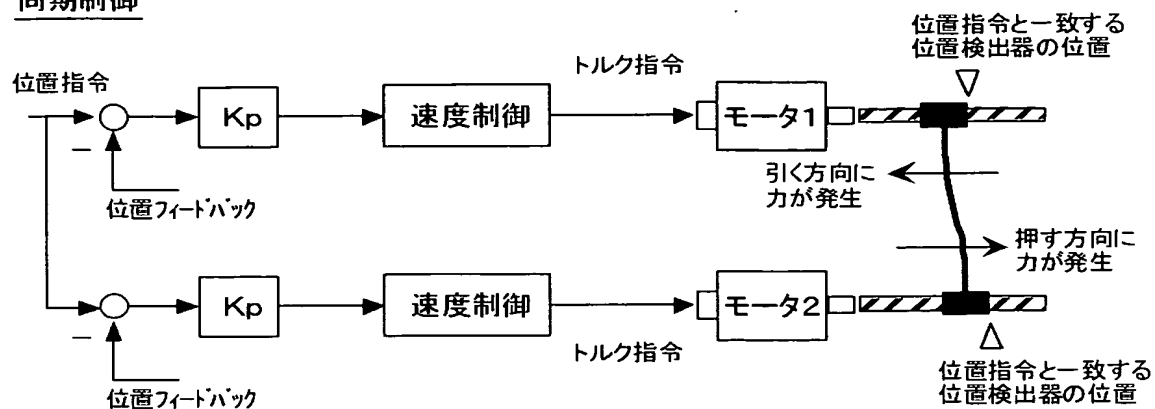 同期制御
位置指令と一致する
位置検出器の位置
位置指令
トルク指令
Kp
速度制御
モータ1
−
引く方向に
力が発生
位置フィードバック
押す方向に
力が発生
Kp
速度制御
モータ2
−
トルク指令
位置フィードバック
位置指令と一致する
位置検出器の位置